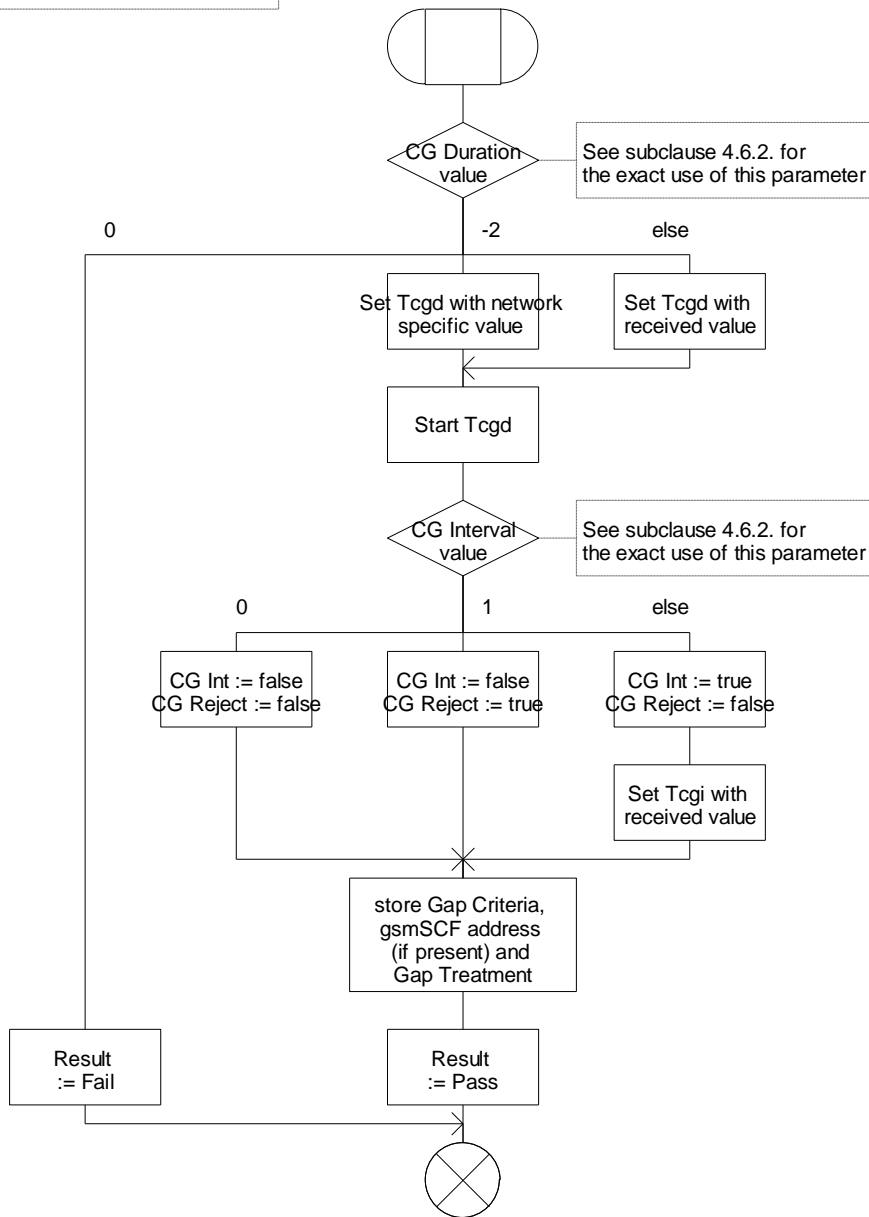 CG Duration
value
See subclause 4.6.2. for
the exact use of this parameter
0
-2
else
Set Tcgd with network
specific value
Set Tcgd with
received value
Start Tcgd
CG Interval
value
See subclause 4.6.2. for
the exact use of this parameter
0
1
else
CG Int := false
CG Reject := false
CG Int := false
CG Reject := true
CG Int := true
CG Reject := false
Set Tcgi with
received value
store Gap Criteria,
gsmSCF address
(if present) and
Gap Treatment
Result
:= Fail
Result
:= Pass